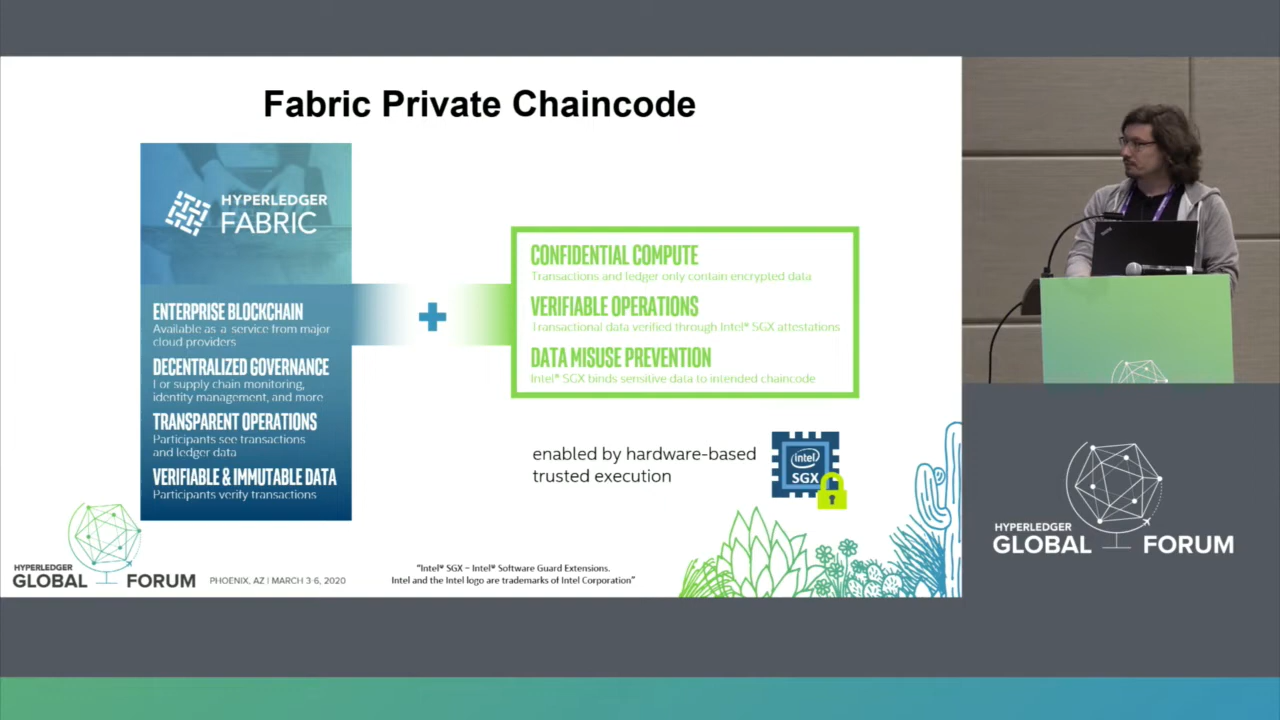 Fabric Private Chaincode
HYPERLEDGER
FABRIC
ENTERPRISE BLOCKCHAIN
Available as a service from major
cloud providers
DECENTRALIZED GOVERNANCE
I or supply chain monitoring,
identity management, and more
TRANSPARENT OPERATIONS
Participants see transactions
and ledger data
VERIFIABLE & IMMUTABLE DATA
Participants verify transactions
+
CONFIDENTIAL COMPUTE
Transactions and ledger only contain encrypted data
VERIFIABLE OPERATIONS
Transactional data verified through Intel® SGX attestations
DATA MISUSE PREVENTION
Intel® SGX binds sensitive data to intended chaincode
enabled by hardware-based
trusted execution
intel
SGX
HYPERLEDGER
GLOBAL FORUM
PHOENIX, AZ | MARCH 3-6, 2020
"Intel® SGX – Intel® Software Guard Extensions.
Intel and the Intel logo are trademarks of Intel Corporation"
HYPERLEDGER
GLOBAL FORUM